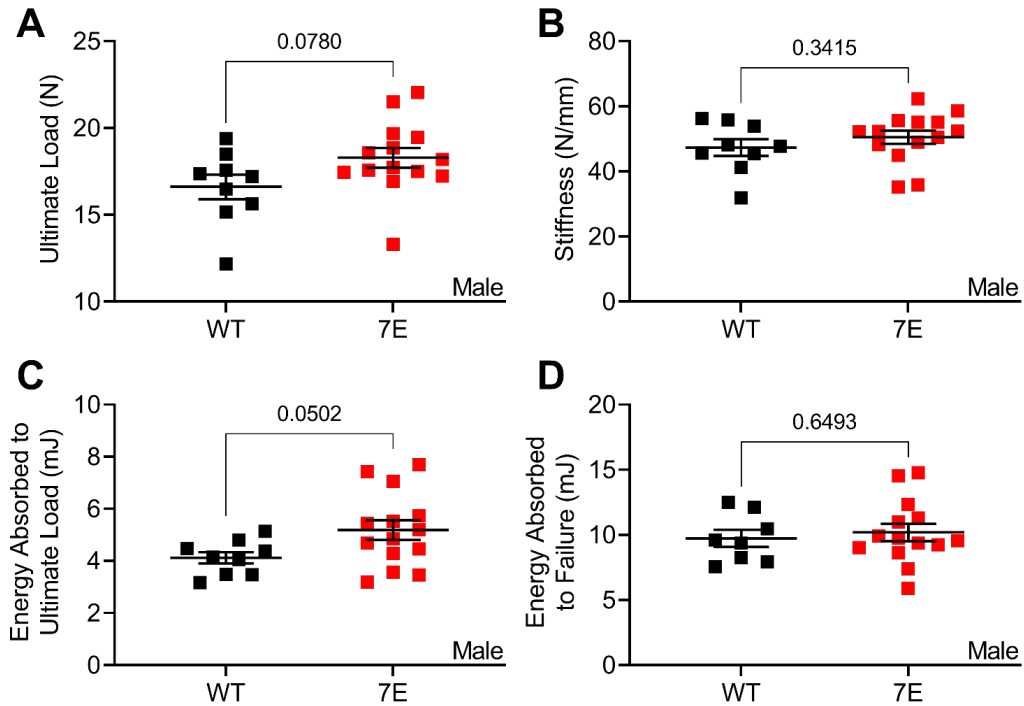 A
Ultimate Load (N)
25
20
15
10
0.0780
Male
WT
7E
B
Stiffness (N/mm)
80
60
40
20
0
0.3415
Male
WT
7E
C
Energy Absorbed to
Ultimate Load (mJ)
10
8
6
4
2
0
0.0502
Male
WT
7E
D
Energy Absorbed
to Failure (mJ)
20
15
10
5
0
0.6493
Male
WT
7E